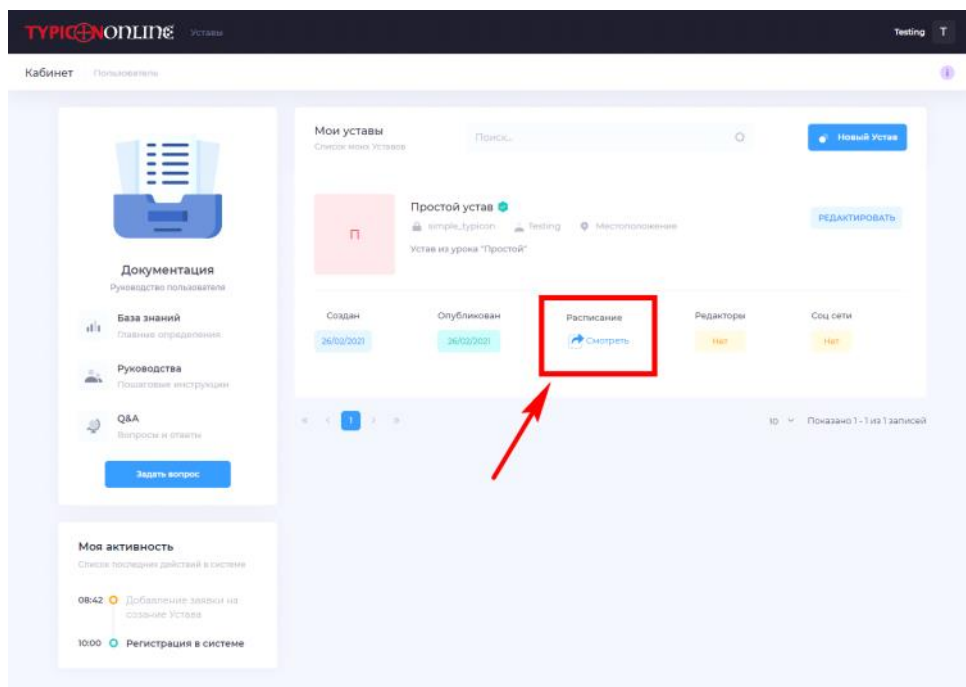 TYPICONONLINE
Уставы
Testing
T
Кабинет
Пользователи
Документация
Руководство пользователя
База знаний
Главные определения
Руководства
Пошаговые инструкции
Q&A
Вопросы и ответы
Задать вопрос
Моя активность
Список последних действий в системе
08:42 Добавление заявки на
создание Устава
10:00 Регистрация в системе
Мои уставы
Список моих Уставов
Поиск...
Новый Устав
П
Простой устав
simple_typicon Testing Местоположение
Устав из урока "Простой"
РЕДАКТИРОВАТЬ
Создан Опубликован Расписание Редакторы Соц сети
26/02/2021 26/02/2021 Смотреть Нет Нет
« ‹ 1 › »
10 Показано 1 - 1 из 1 записей